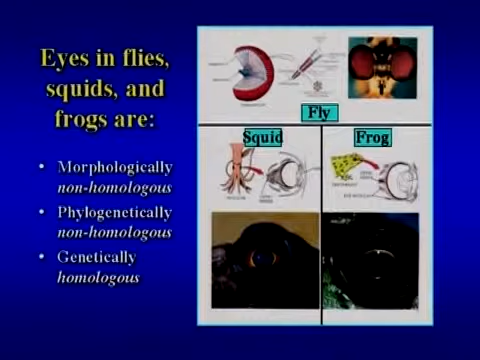 Eyes in flies,
squids, and
frogs are:
• Morphologically
non-homologous
• Phylogenetically
non-homologous
• Genetically
homologous
Fly
Squid
Frog